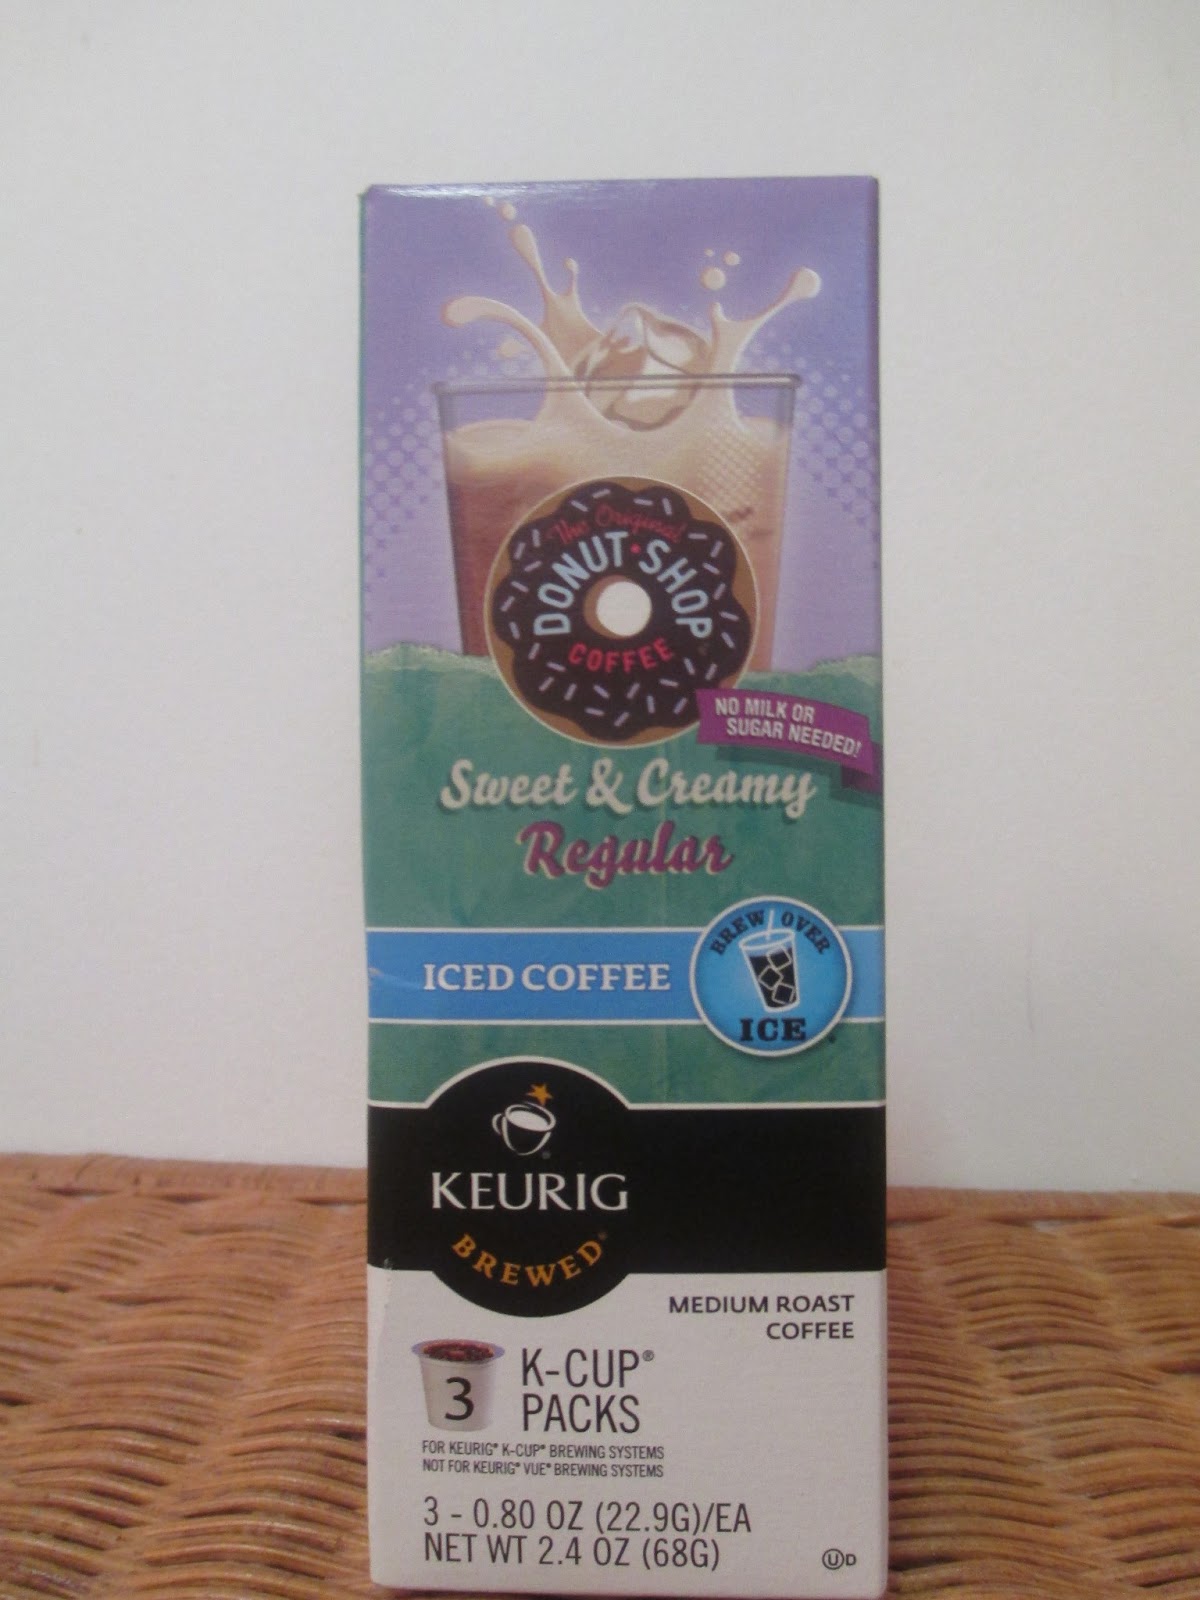 The Original
DONUT·SHOP
COFFEE
NO MILK OR
SUGAR NEEDED!
Sweet & Creamy
Regular
ICED COFFEE
BREW OVER
ICE
KEURIG
BREWED®
MEDIUM ROAST
COFFEE
3
K-CUP®
PACKS
FOR KEURIG® K-CUP® BREWING SYSTEMS
NOT FOR KEURIG® VUE® BREWING SYSTEMS
3 - 0.80 OZ (22.9G)/EA
NET WT 2.4 OZ (68G)
ⓊD